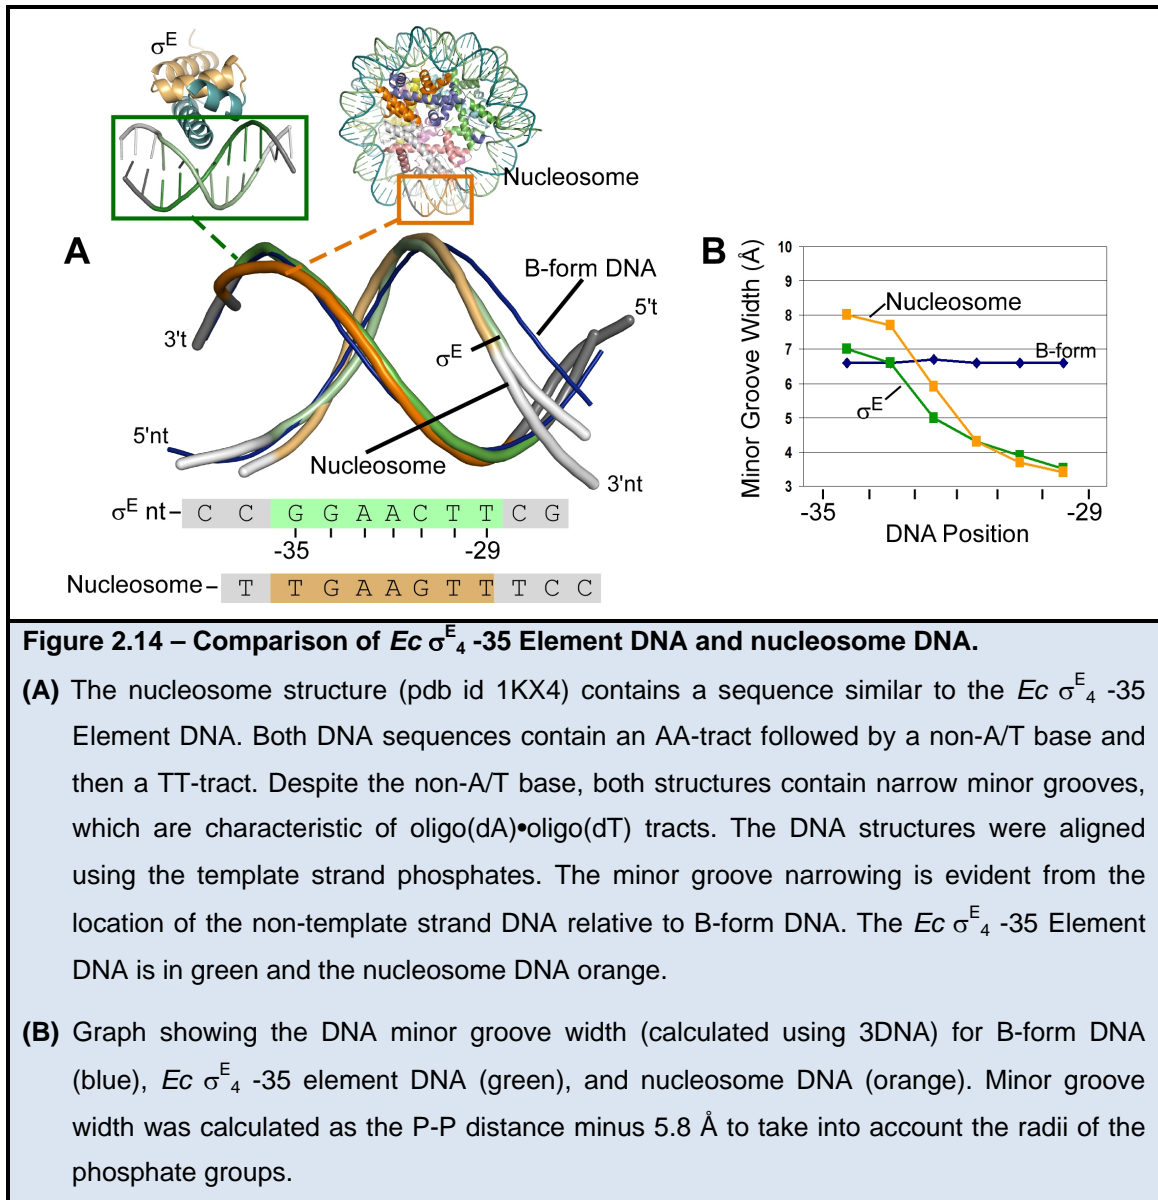 σE
Nucleosome
A
B-form DNA
5't
σE
3't
5'nt
Nucleosome
3'nt
σE nt– C C G G A A C T T C G
-35 -29
Nucleosome– T T G A A G T T T C C
B
Minor Groove Width (Å)
10
9
8
7
6
5
4
3
Nucleosome
B-form
σE
-35 -29
DNA Position
Figure 2.14 – Comparison of Ec σE4 -35 Element DNA and nucleosome DNA.
(A) The nucleosome structure (pdb id 1KX4) contains a sequence similar to the Ec σE4 -35
Element DNA. Both DNA sequences contain an AA-tract followed by a non-A/T base and
then a TT-tract. Despite the non-A/T base, both structures contain narrow minor grooves,
which are characteristic of oligo(dA)•oligo(dT) tracts. The DNA structures were aligned
using the template strand phosphates. The minor groove narrowing is evident from the
location of the non-template strand DNA relative to B-form DNA. The Ec σE4 -35 Element
DNA is in green and the nucleosome DNA orange.
(B) Graph showing the DNA minor groove width (calculated using 3DNA) for B-form DNA
(blue), Ec σE4 -35 element DNA (green), and nucleosome DNA (orange). Minor groove
width was calculated as the P-P distance minus 5.8 Å to take into account the radii of the
phosphate groups.